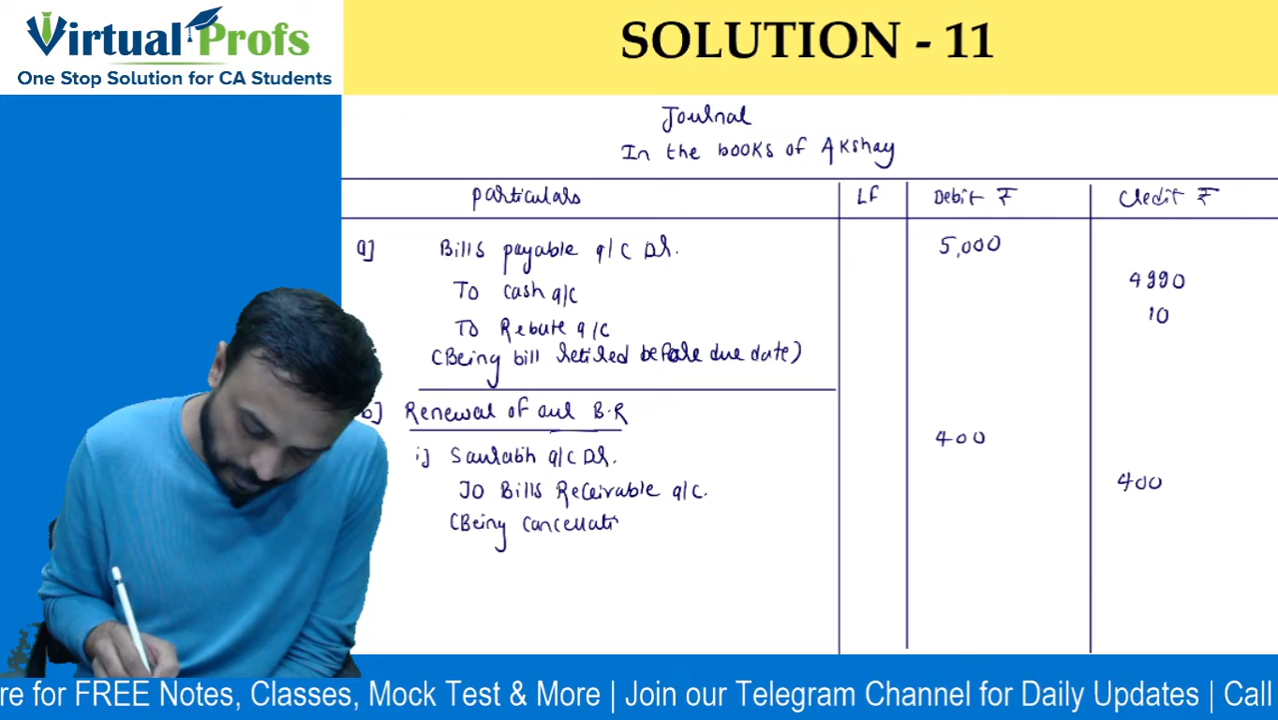 Virtual Profs
One Stop Solution for CA Students
SOLUTION - 11
Journal
In the books of Akshay
particulars LF Debit ₹ Credit ₹
a] Bills payable a/c Dr. 5,000
To cash a/c 4990
To Rebate a/c 10
(Being bill retired before due date)
b] Renewal of our B.R
i] Saurabh a/c Dr. 400
To Bills Receivable a/c. 400
(Being cancellati
re for FREE Notes, Classes, Mock Test & More | Join our Telegram Channel for Daily Updates | Call